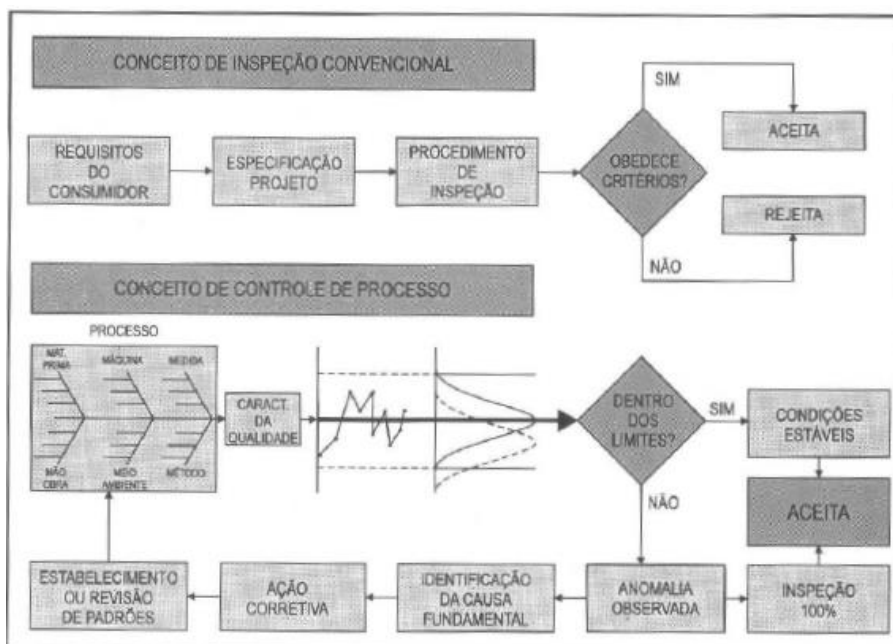 CONCEITO DE INSPEÇÃO CONVENCIONAL
REQUISITOS
DO
CONSUMIDOR
ESPECIFICAÇÃO
PROJETO
PROCEDIMENTO
DE
INSPEÇÃO
OBEDECE
CRITÉRIOS?
SIM
ACEITA
NÃO
REJEITA
CONCEITO DE CONTROLE DE PROCESSO
PROCESSO
MAT.
PRIMA
MÁQUINA
MEDIDA
MÃO
OBRA
MEIO
AMBIENTE
MÉTODO
CARACT.
DA
QUALIDADE
DENTRO
DOS
LIMITES?
SIM
CONDIÇÕES
ESTÁVEIS
NÃO
ACEITA
ESTABELECIMENTO
OU REVISÃO
DE PADRÕES
AÇÃO
CORRETIVA
IDENTIFICAÇÃO
DA CAUSA
FUNDAMENTAL
ANOMALIA
OBSERVADA
INSPEÇÃO
100%